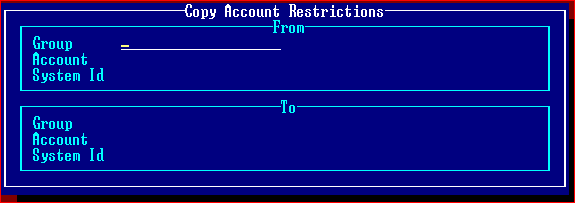 Copy Account Restrictions
From
Group
Account
System Id
To
Group
Account
System Id